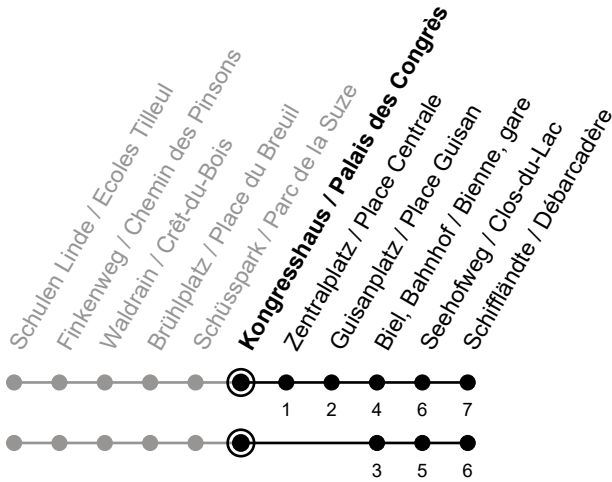 Schulen Linde / Ecoles Tilleul
Finkenweg / Chemin des Pinsons
Waldrain / Crêt-du-Bois
Brühlplatz / Place du Breuil
Schüsspark / Parc de la Suze
Kongresshaus / Palais des Congrès
Zentralplatz / Place Centrale
Guisanplatz / Place Guisan
Biel, Bahnhof / Bienne, gare
Seehofweg / Clos-du-Lac
Schiffländte / Débarcadère
1 2 4 6 7
3 5 6